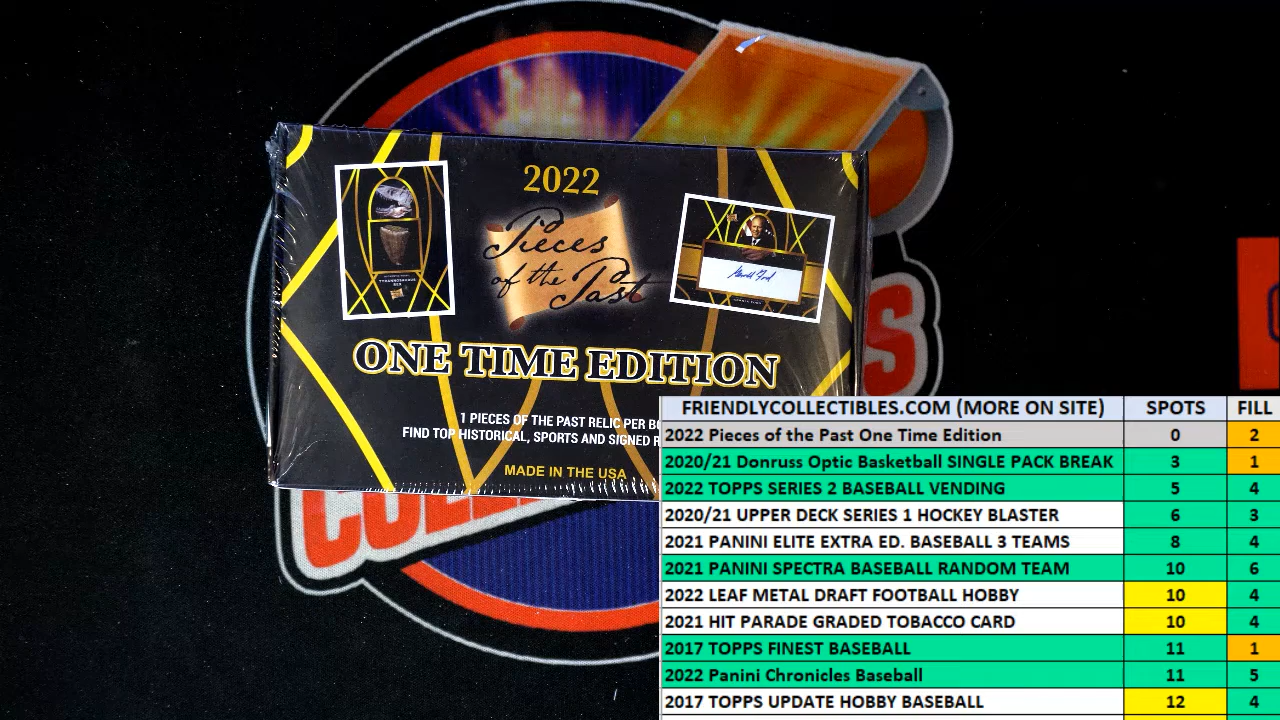 2022
Pieces
of the Past
ONE TIME EDITION
1 PIECES OF THE PAST RELIC PER
FIND TOP HISTORICAL, SPORTS AND SIGNED
MADE IN THE USA
TYRANNOSAURUS
REX
Gerald Ford
S
FRIENDLYCOLLECTIBLES.COM (MORE ON SITE) SPOTS FILL
2022 Pieces of the Past One Time Edition 0 2
2020/21 Donruss Optic Basketball SINGLE PACK BREAK 3 1
2022 TOPPS SERIES 2 BASEBALL VENDING 5 4
2020/21 UPPER DECK SERIES 1 HOCKEY BLASTER 6 3
2021 PANINI ELITE EXTRA ED. BASEBALL 3 TEAMS 8 4
2021 PANINI SPECTRA BASEBALL RANDOM TEAM 10 6
2022 LEAF METAL DRAFT FOOTBALL HOBBY 10 4
2021 HIT PARADE GRADED TOBACCO CARD 10 4
2017 TOPPS FINEST BASEBALL 11 1
2022 Panini Chronicles Baseball 11 5
2017 TOPPS UPDATE HOBBY BASEBALL 12 4